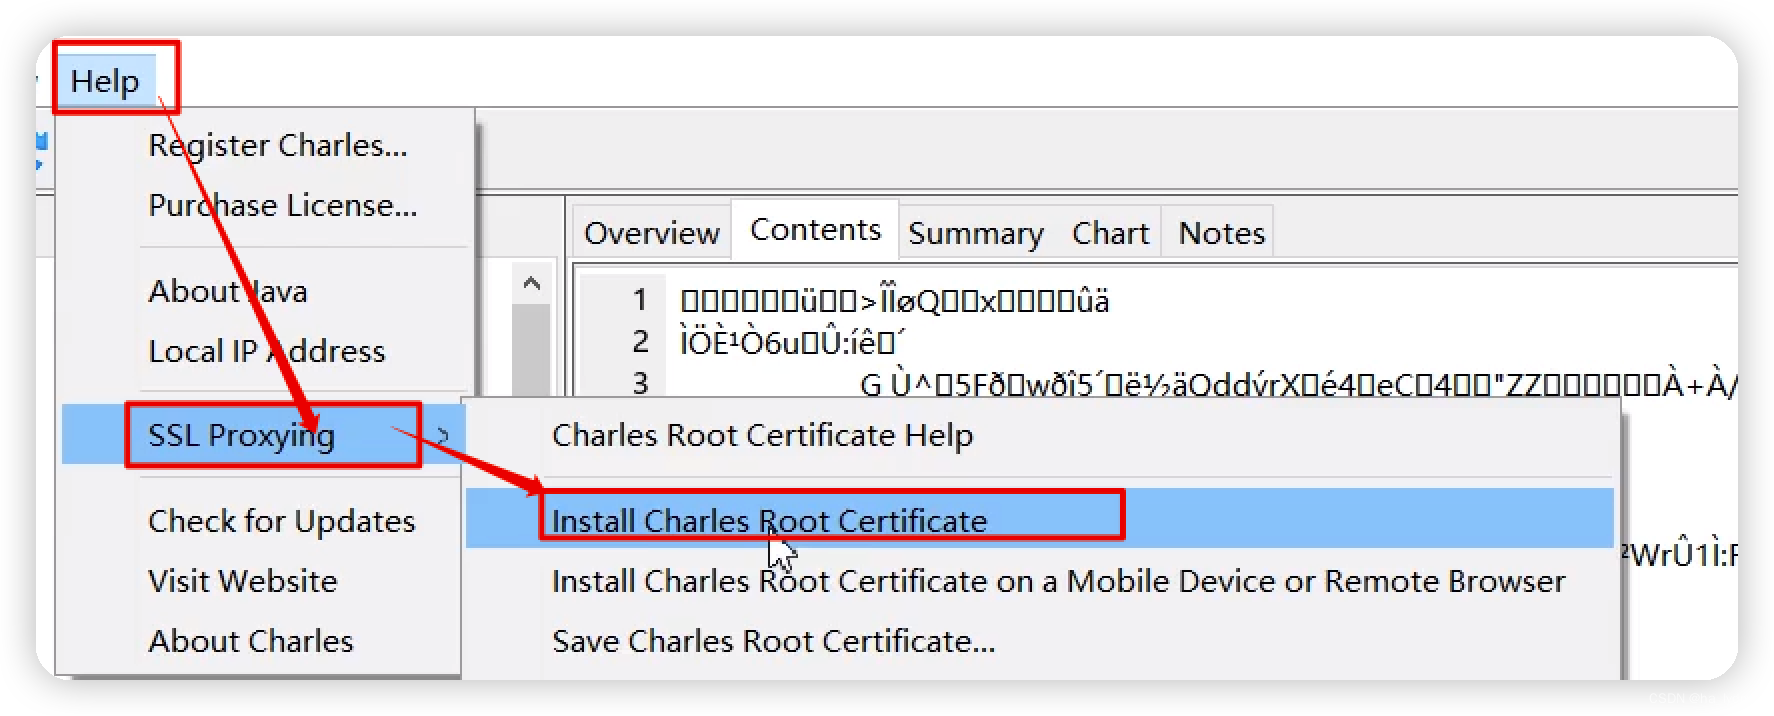 Help
Register Charles...
Purchase License...
About Java
Local IP Address
SSL Proxying
Check for Updates
Visit Website
About Charles
Overview Contents Summary Chart Notes
1 ▯▯▯▯▯▯ü▯▯▯>ÎÎøQ▯▯x▯▯▯▯ûä
2 ÌÖÈ¹Ò6u▯Û:íê▯´
3 G Ù^▯5Fð▯wðî5´▯ë½äOddýrX▯é4▯eC▯4▯▯"ZZ▯▯▯▯▯▯▯À+À/
Charles Root Certificate Help
Install Charles Root Certificate
²WrÛ1Ì:F
Install Charles Root Certificate on a Mobile Device or Remote Browser
Save Charles Root Certificate...